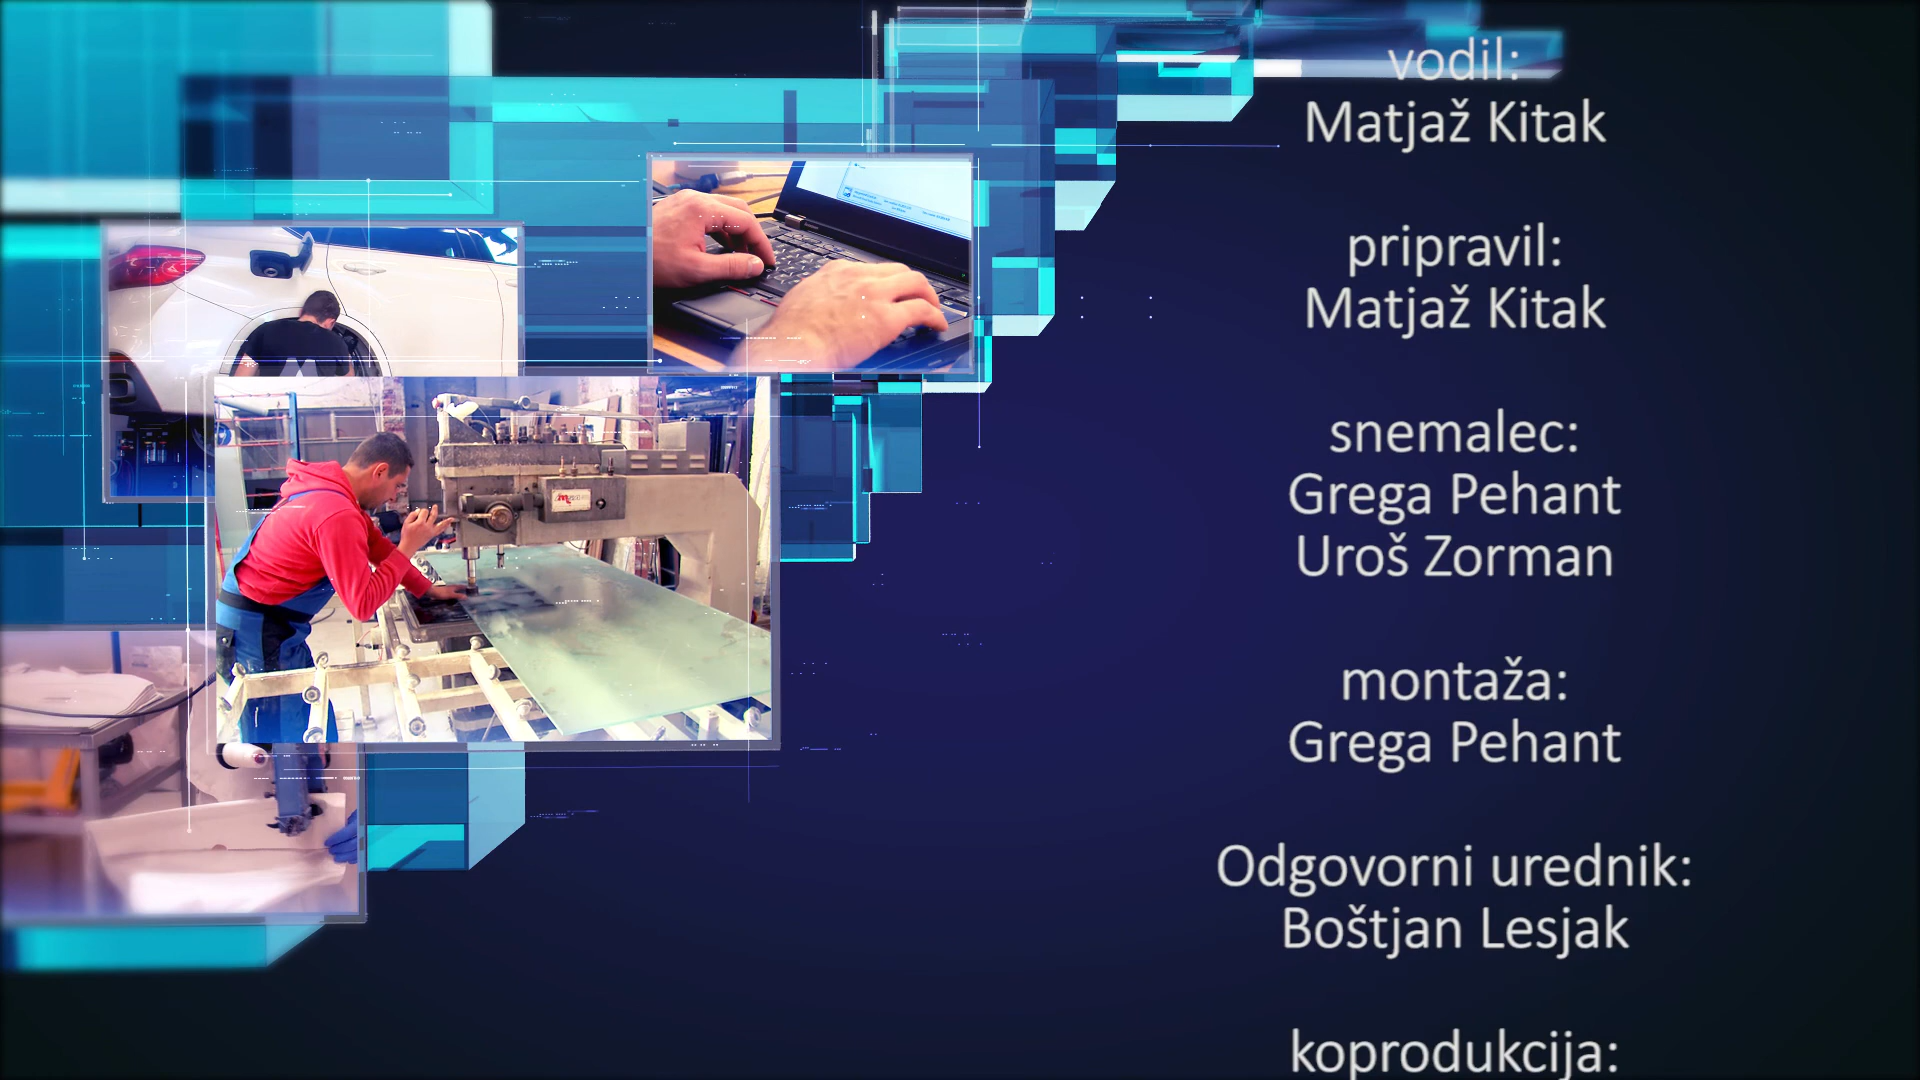 vodil:
Matjaž Kitak
pripravil:
Matjaž Kitak
snemalec:
Grega Pehant
Uroš Zorman
montaža:
Grega Pehant
Odgovorni urednik:
Boštjan Lesjak
koprodukcija: